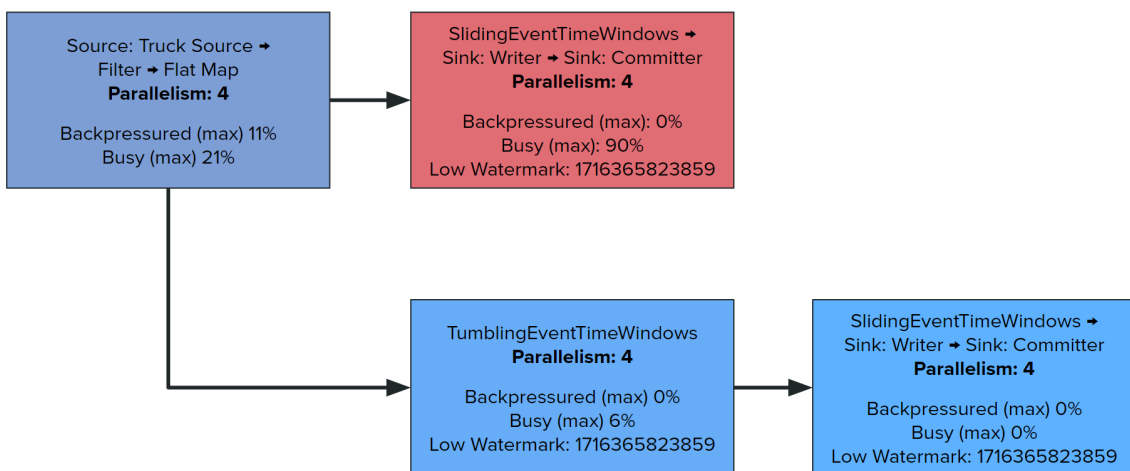 Source: Truck Source ➔
Filter ➔ Flat Map
Parallelism: 4
Backpressured (max) 11%
Busy (max) 21%
SlidingEventTimeWindows ➔
Sink: Writer ➔ Sink: Committer
Parallelism: 4
Backpressured (max): 0%
Busy (max): 90%
Low Watermark: 1716365823859
TumblingEventTimeWindows
Parallelism: 4
Backpressured (max) 0%
Busy (max) 6%
Low Watermark: 1716365823859
SlidingEventTimeWindows ➔
Sink: Writer ➔ Sink: Committer
Parallelism: 4
Backpressured (max) 0%
Busy (max) 0%
Low Watermark: 1716365823859